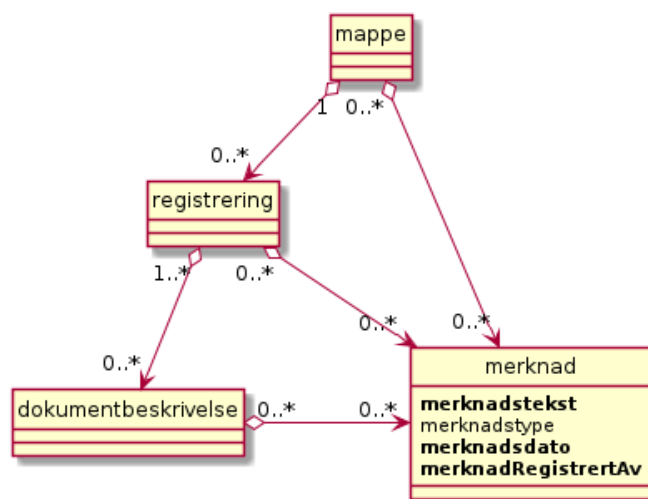 mappe
1 0..*
0..*
registrering
1..* 0..*
0..* 0..*
0..*
merknad
dokumentbeskrivelse
0..* 0..*
merknadstekst
merknadstype
merknadsdato
merknadRegistrertAv